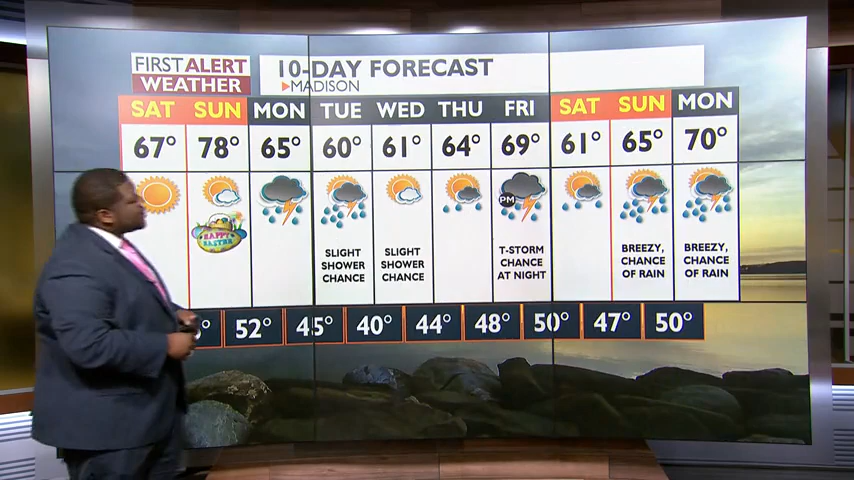 FIRST ALERT
WEATHER
10-DAY FORECAST
MADISON
SAT SUN MON TUE WED THU FRI SAT SUN MON
67° 78° 65° 60° 61° 64° 69° 61° 65° 70°
HAPPY
EASTER
PM
SLIGHT
SHOWER
CHANCE
SLIGHT
SHOWER
CHANCE
T-STORM
CHANCE
AT NIGHT
BREEZY,
CHANCE
OF RAIN
BREEZY,
CHANCE
OF RAIN
52° 45° 40° 44° 48° 50° 47° 50°